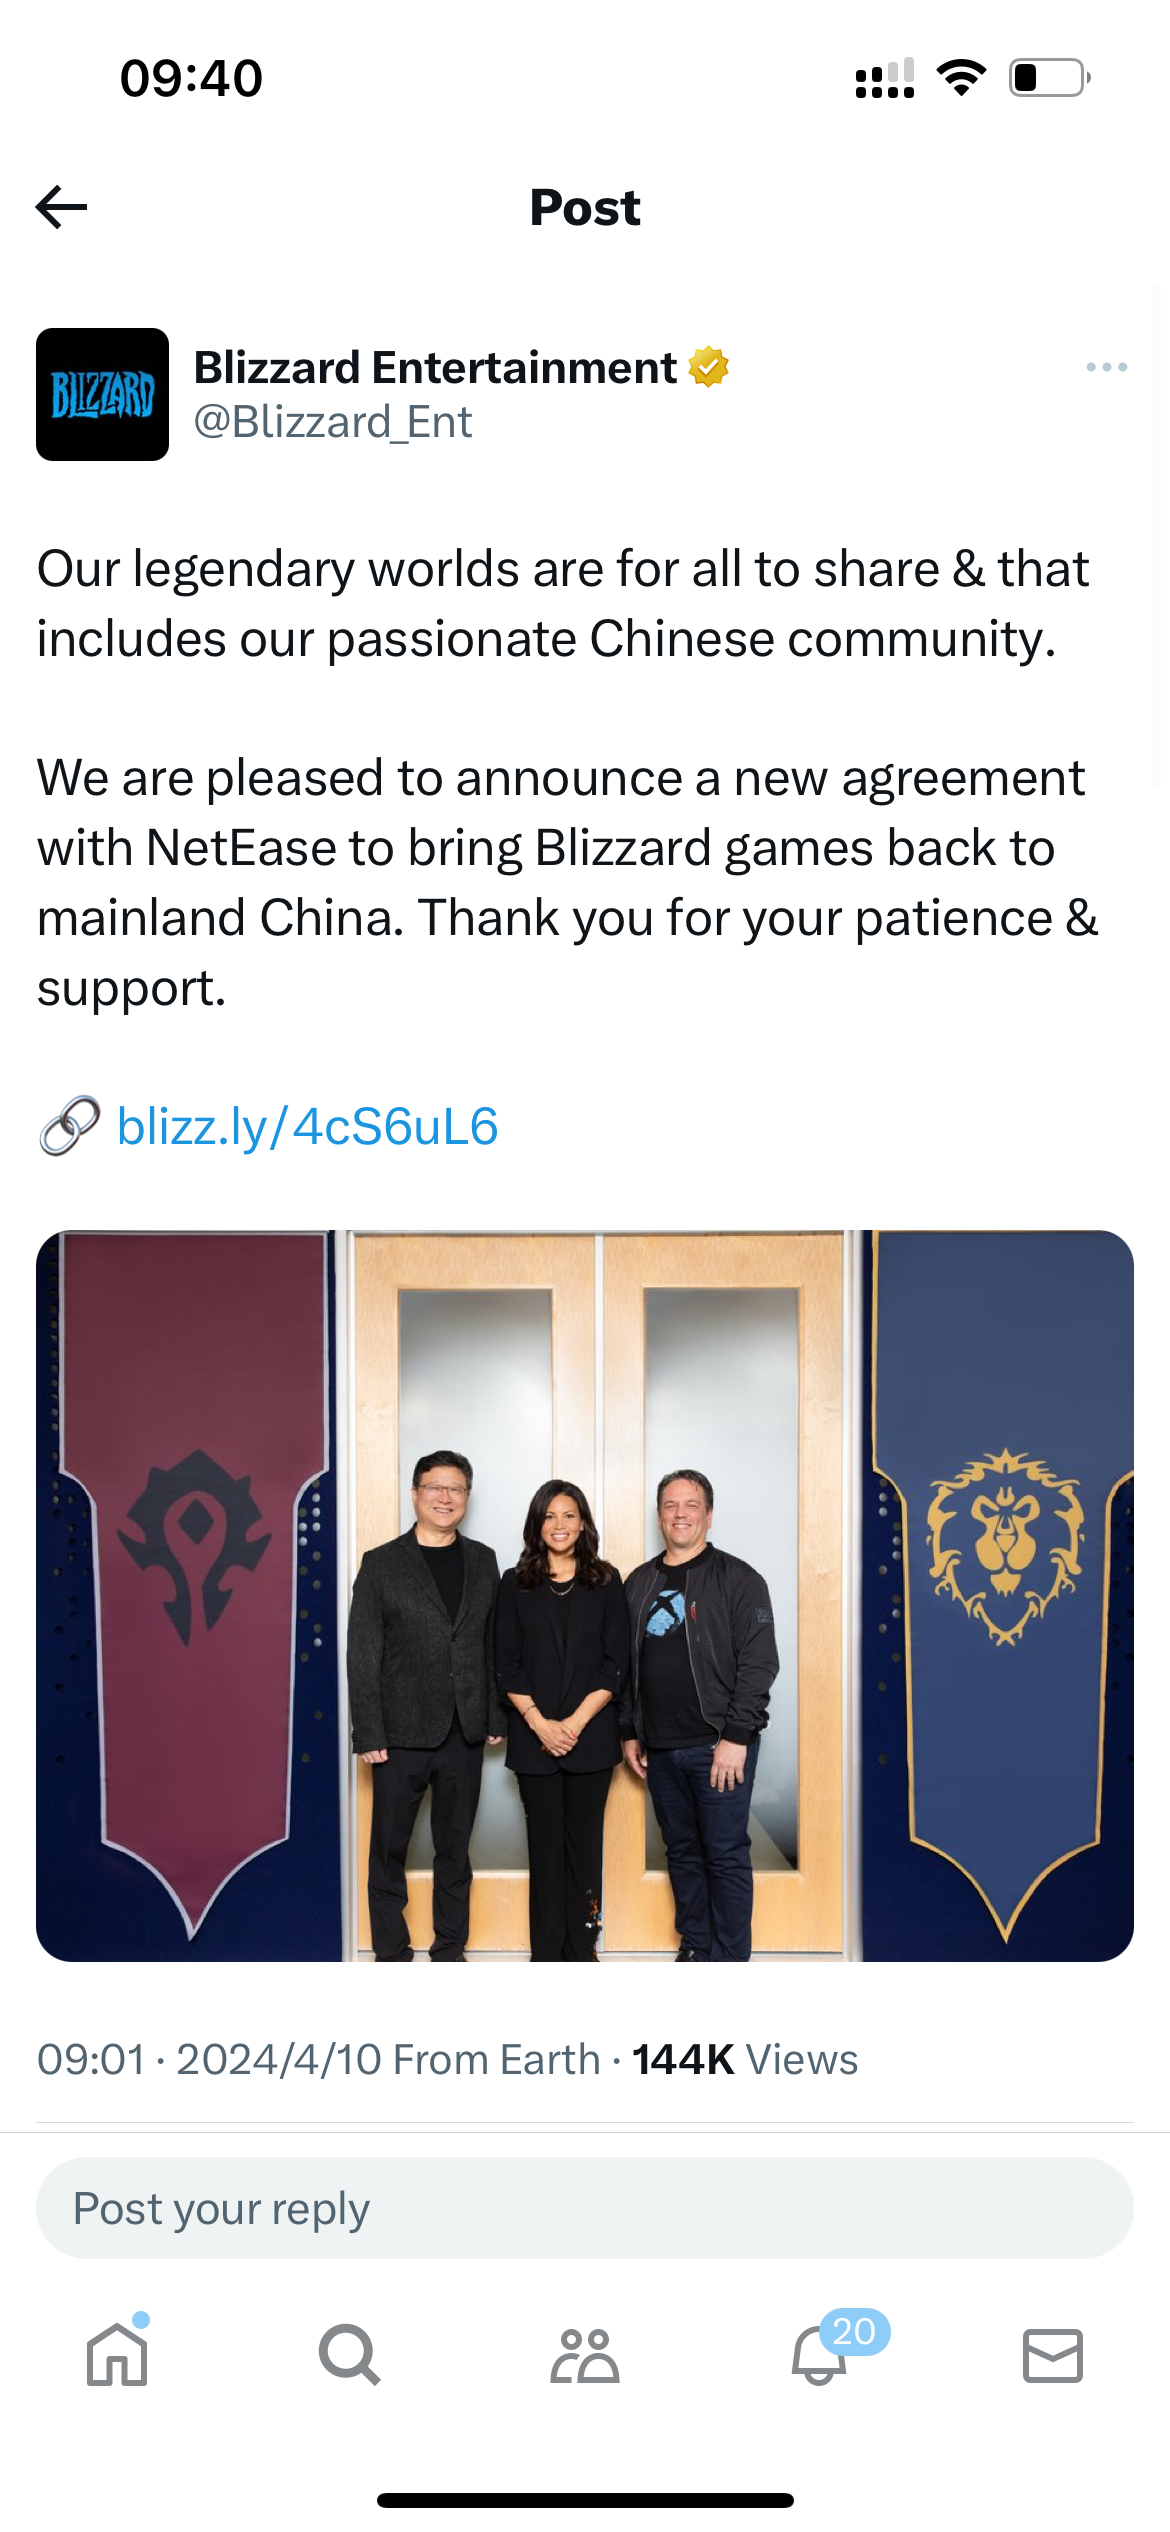 09:40
Post
BLIZZARD
Blizzard Entertainment
@Blizzard_Ent
Our legendary worlds are for all to share & that
includes our passionate Chinese community.
We are pleased to announce a new agreement
with NetEase to bring Blizzard games back to
mainland China. Thank you for your patience &
support.
blizz.ly/4cS6uL6
09:01 · 2024/4/10 From Earth · 144K Views
Post your reply
20